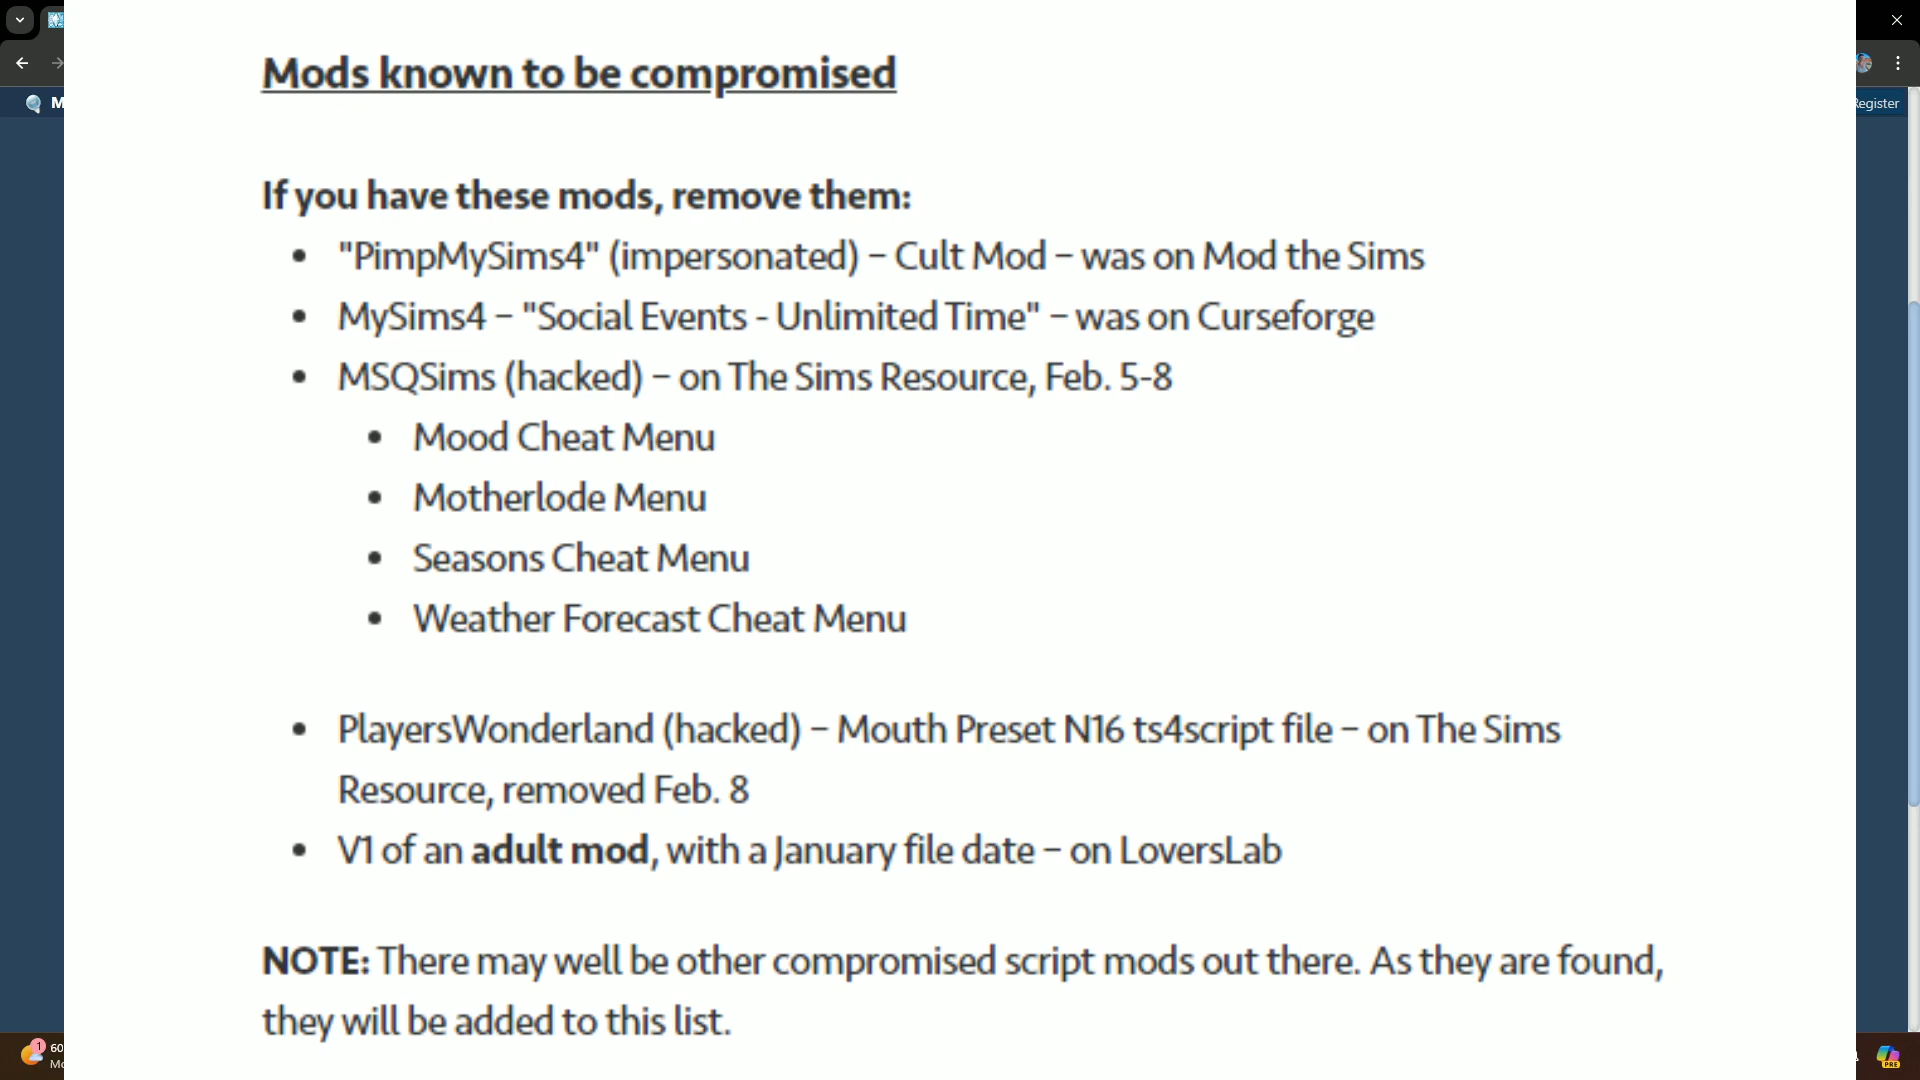 M
Register
Mods known to be compromised
If you have these mods, remove them:
• "PimpMySims4" (impersonated) – Cult Mod – was on Mod the Sims
• MySims4 – "Social Events - Unlimited Time" – was on Curseforge
• MSQSims (hacked) – on The Sims Resource, Feb. 5-8
• Mood Cheat Menu
• Motherlode Menu
• Seasons Cheat Menu
• Weather Forecast Cheat Menu
• PlayersWonderland (hacked) – Mouth Preset N16 ts4script file – on The Sims
Resource, removed Feb. 8
• V1 of an adult mod, with a January file date – on LoversLab
NOTE: There may well be other compromised script mods out there. As they are found,
they will be added to this list.
1
60
Mo
PRE